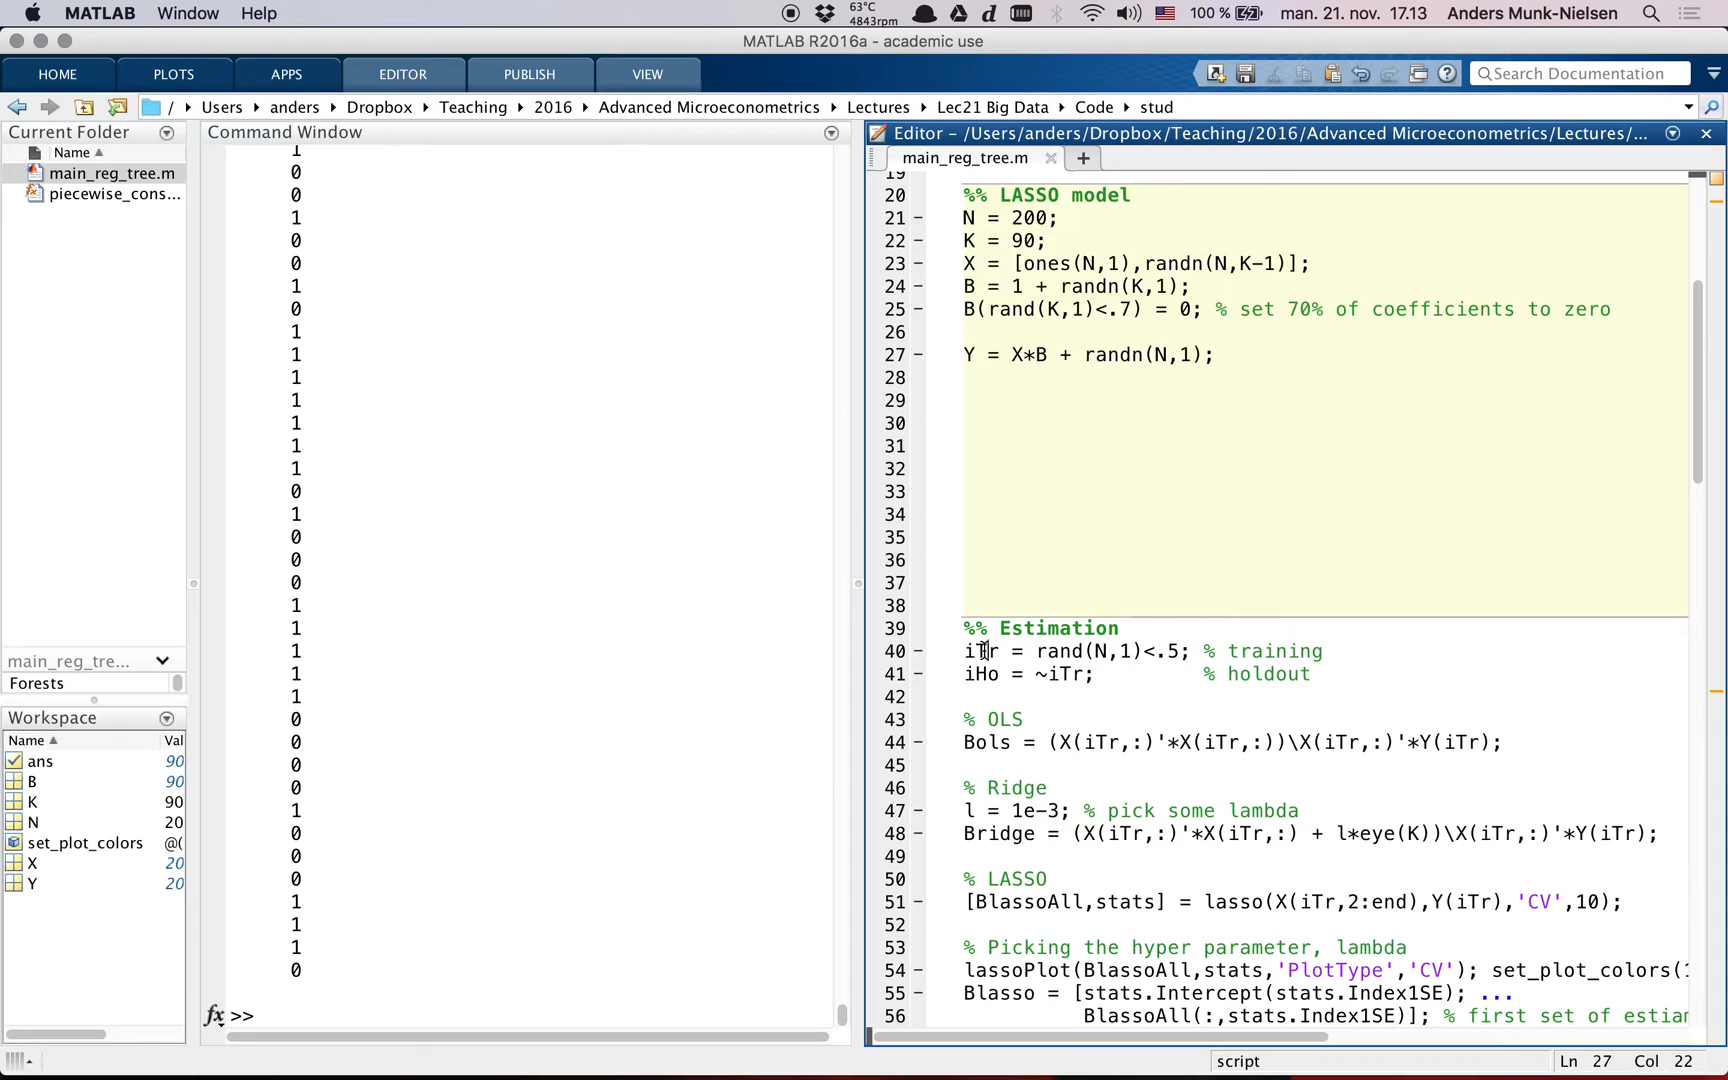 MATLAB Window Help 63°C 4843rpm 100 % man. 21. nov. 17.13 Anders Munk-Nielsen
MATLAB R2016a - academic use
HOME PLOTS APPS EDITOR PUBLISH VIEW Search Documentation
/ Users anders Dropbox Teaching 2016 Advanced Microeconometrics Lectures Lec21 Big Data Code stud
Current Folder
Name
main_reg_tree.m
piecewise_cons...
main_reg_tre...
Forests
Workspace
Name Val
ans 90
B 90
K 90
N 20
set_plot_colors @(
X 20
Y 20
Command Window
1
0
0
1
0
0
1
0
1
1
1
1
1
1
1
0
1
0
0
0
1
1
1
1
1
0
0
0
0
1
0
0
0
1
1
1
0
fx >>
Editor - /Users/anders/Dropbox/Teaching/2016/Advanced Microeconometrics/Lectures/...
main_reg_tree.m
19
20 %% LASSO model
21 - N = 200;
22 - K = 90;
23 - X = [ones(N,1),randn(N,K-1)];
24 - B = 1 + randn(K,1);
25 - B(rand(K,1)<.7) = 0; % set 70% of coefficients to zero
26
27 - Y = X*B + randn(N,1);
28
29
30
31
32
33
34
35
36
37
38
39 %% Estimation
40 - iTr = rand(N,1)<.5; % training
41 - iHo = ~iTr; % holdout
42
43 % OLS
44 - Bols = (X(iTr,:)'*X(iTr,:))\X(iTr,:)'*Y(iTr);
45
46 % Ridge
47 - l = 1e-3; % pick some lambda
48 - Bridge = (X(iTr,:)'*X(iTr,:) + l*eye(K))\X(iTr,:)'*Y(iTr);
49
50 % LASSO
51 - [BlassoAll,stats] = lasso(X(iTr,2:end),Y(iTr),'CV',10);
52
53 % Picking the hyper parameter, lambda
54 - lassoPlot(BlassoAll,stats,'PlotType','CV'); set_plot_colors(1
55 - Blasso = [stats.Intercept(stats.Index1SE); ...
56 BlassoAll(:,stats.Index1SE)]; % first set of estiam
script Ln 27 Col 22